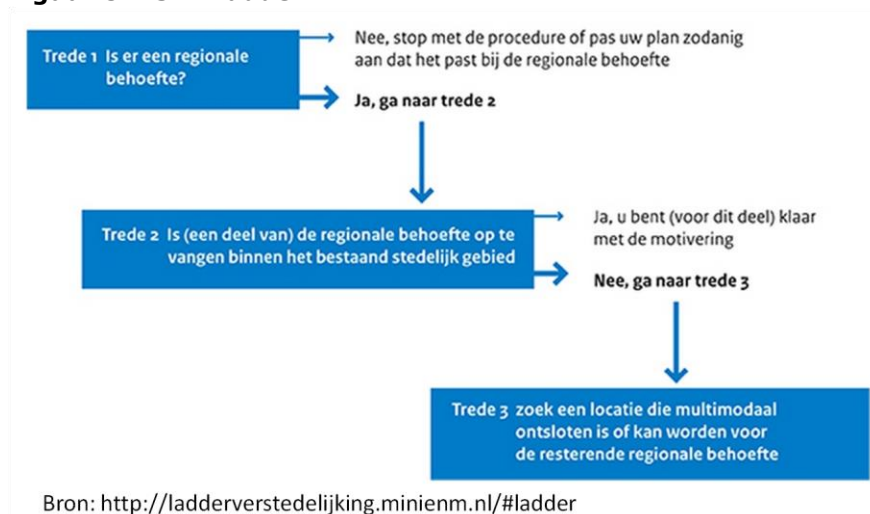 Trede 1 Is er een regionale
behoefte?
Nee, stop met de procedure of pas uw plan zodanig
aan dat het past bij de regionale behoefte
Ja, ga naar trede 2
Trede 2 Is (een deel van) de regionale behoefte op te
vangen binnen het bestaand stedelijk gebied
Ja, u bent (voor dit deel) klaar
met de motivering
Nee, ga naar trede 3
Trede 3 zoek een locatie die multimodaal
ontsloten is of kan worden voor
de resterende regionale behoefte
Bron: http://ladderverstedelijking.minienm.nl/#ladder